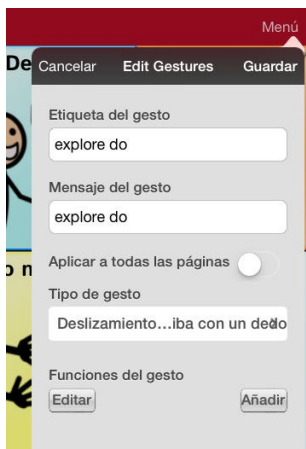 Menú
De
Cancelar Edit Gestures Guardar
Etiqueta del gesto
explore do
Mensaje del gesto
explore do
Aplicar a todas las páginas
o n
Tipo de gesto
Deslizamiento...iba con un dedo
Funciones del gesto
Editar Añadir